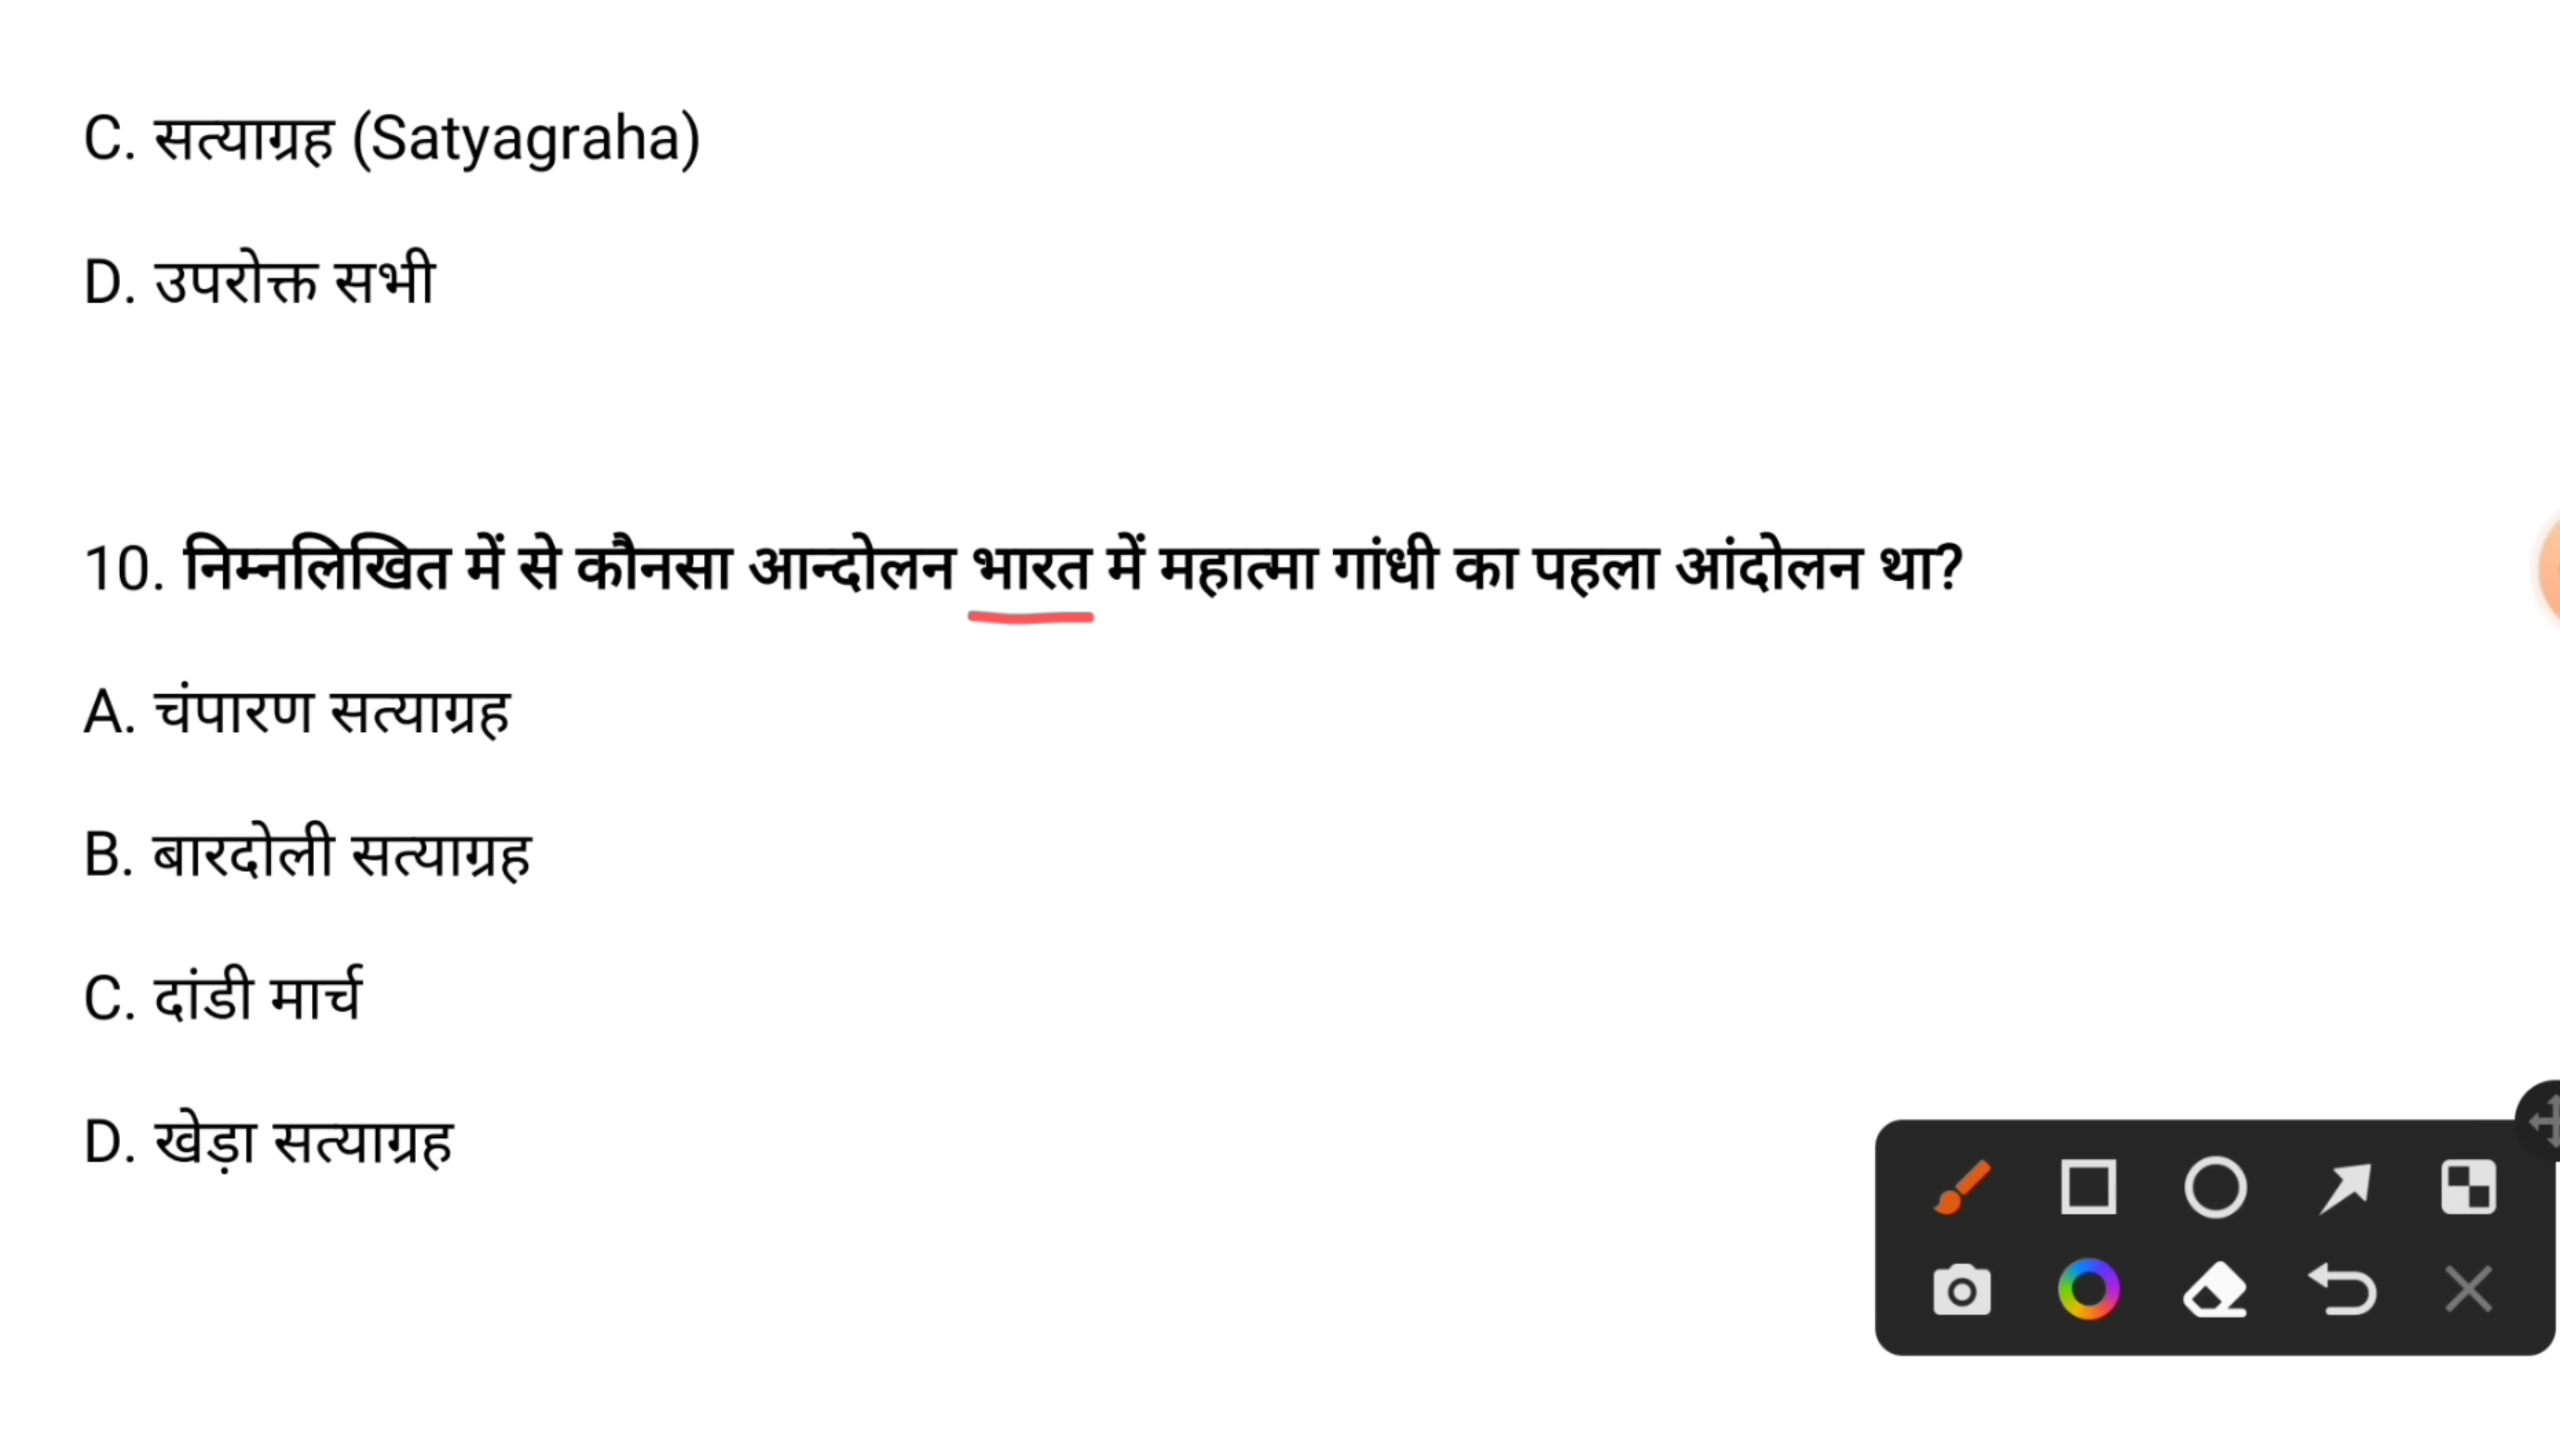 C. सत्याग्रह (Satyagraha)
D. उपरोक्त सभी
10. निम्नलिखित में से कौनसा आन्दोलन भारत में महात्मा गांधी का पहला आंदोलन था?
A. चंपारण सत्याग्रह
B. बारदोली सत्याग्रह
C. दांडी मार्च
D. खेड़ा सत्याग्रह